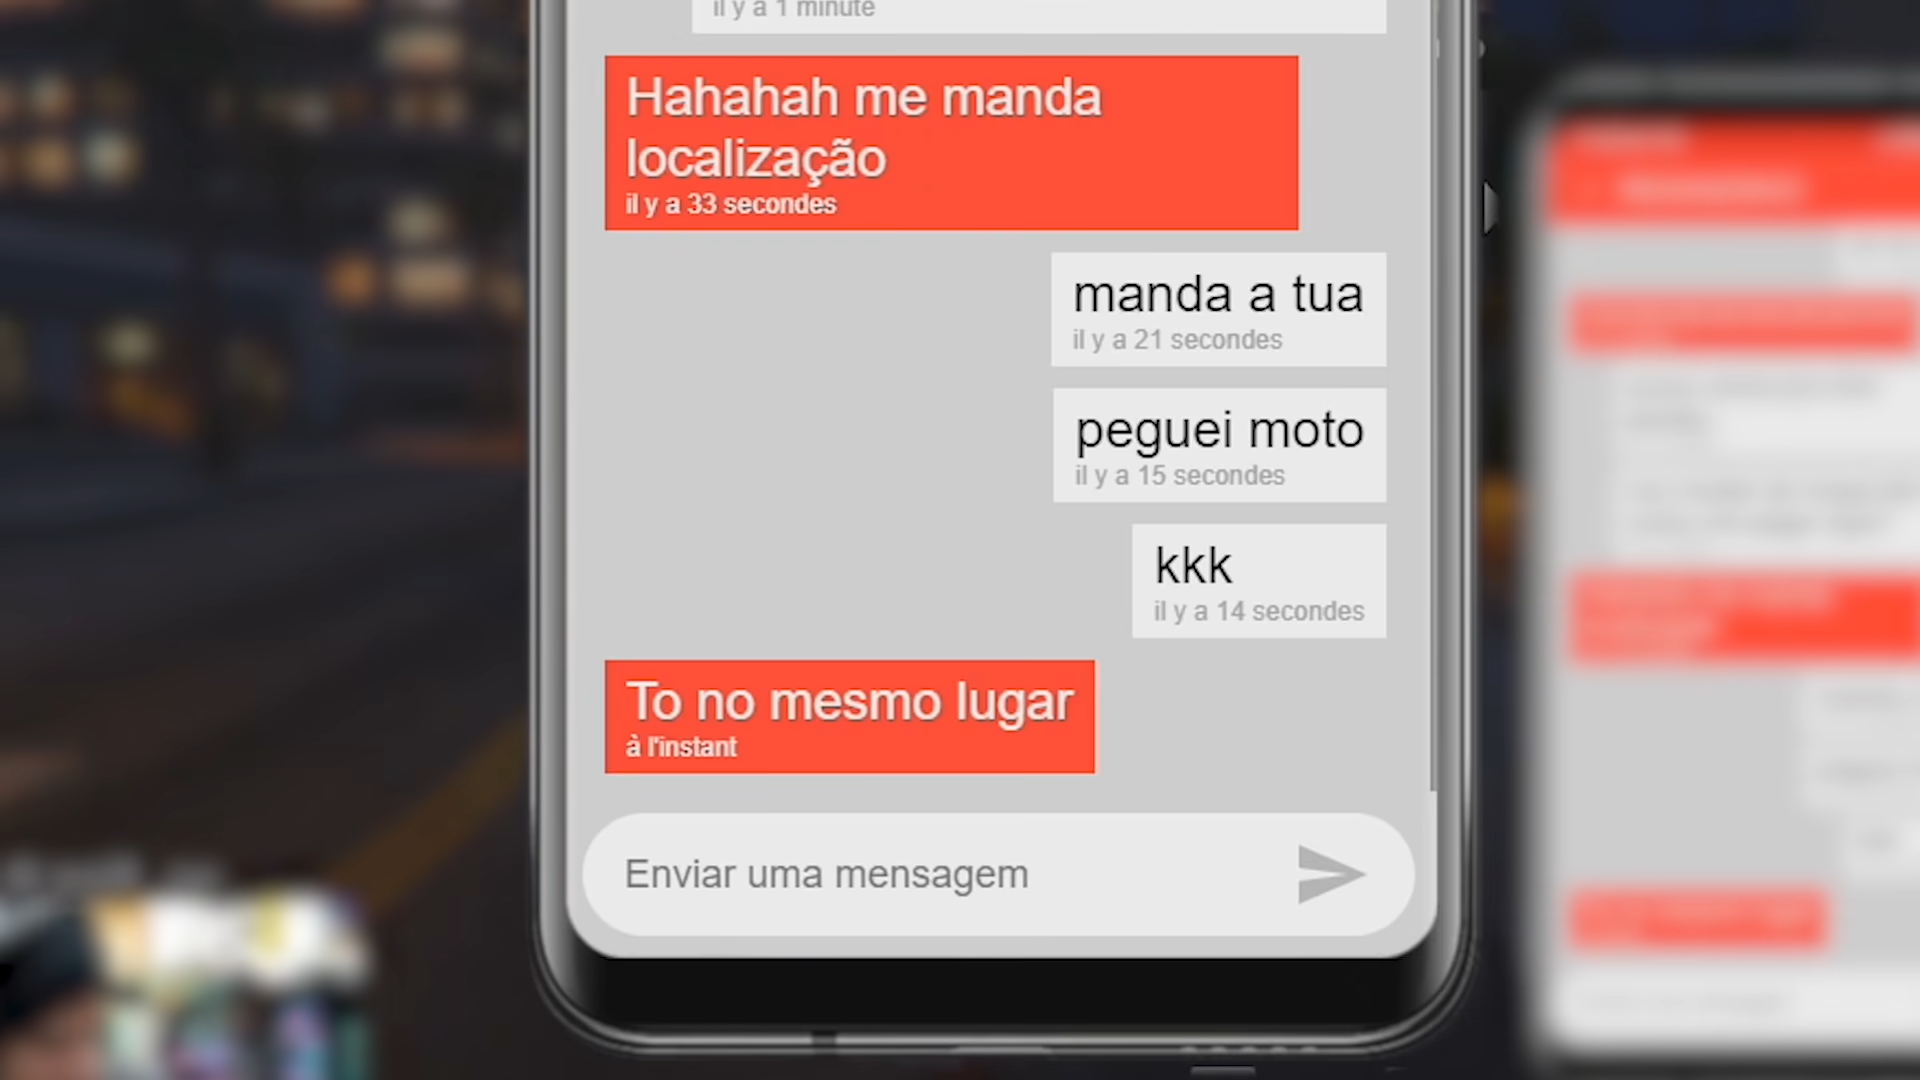 il y a 1 minute
Hahahah me manda
localização
il y a 33 secondes
manda a tua
il y a 21 secondes
peguei moto
il y a 15 secondes
kkk
il y a 14 secondes
To no mesmo lugar
à l'instant
Enviar uma mensagem